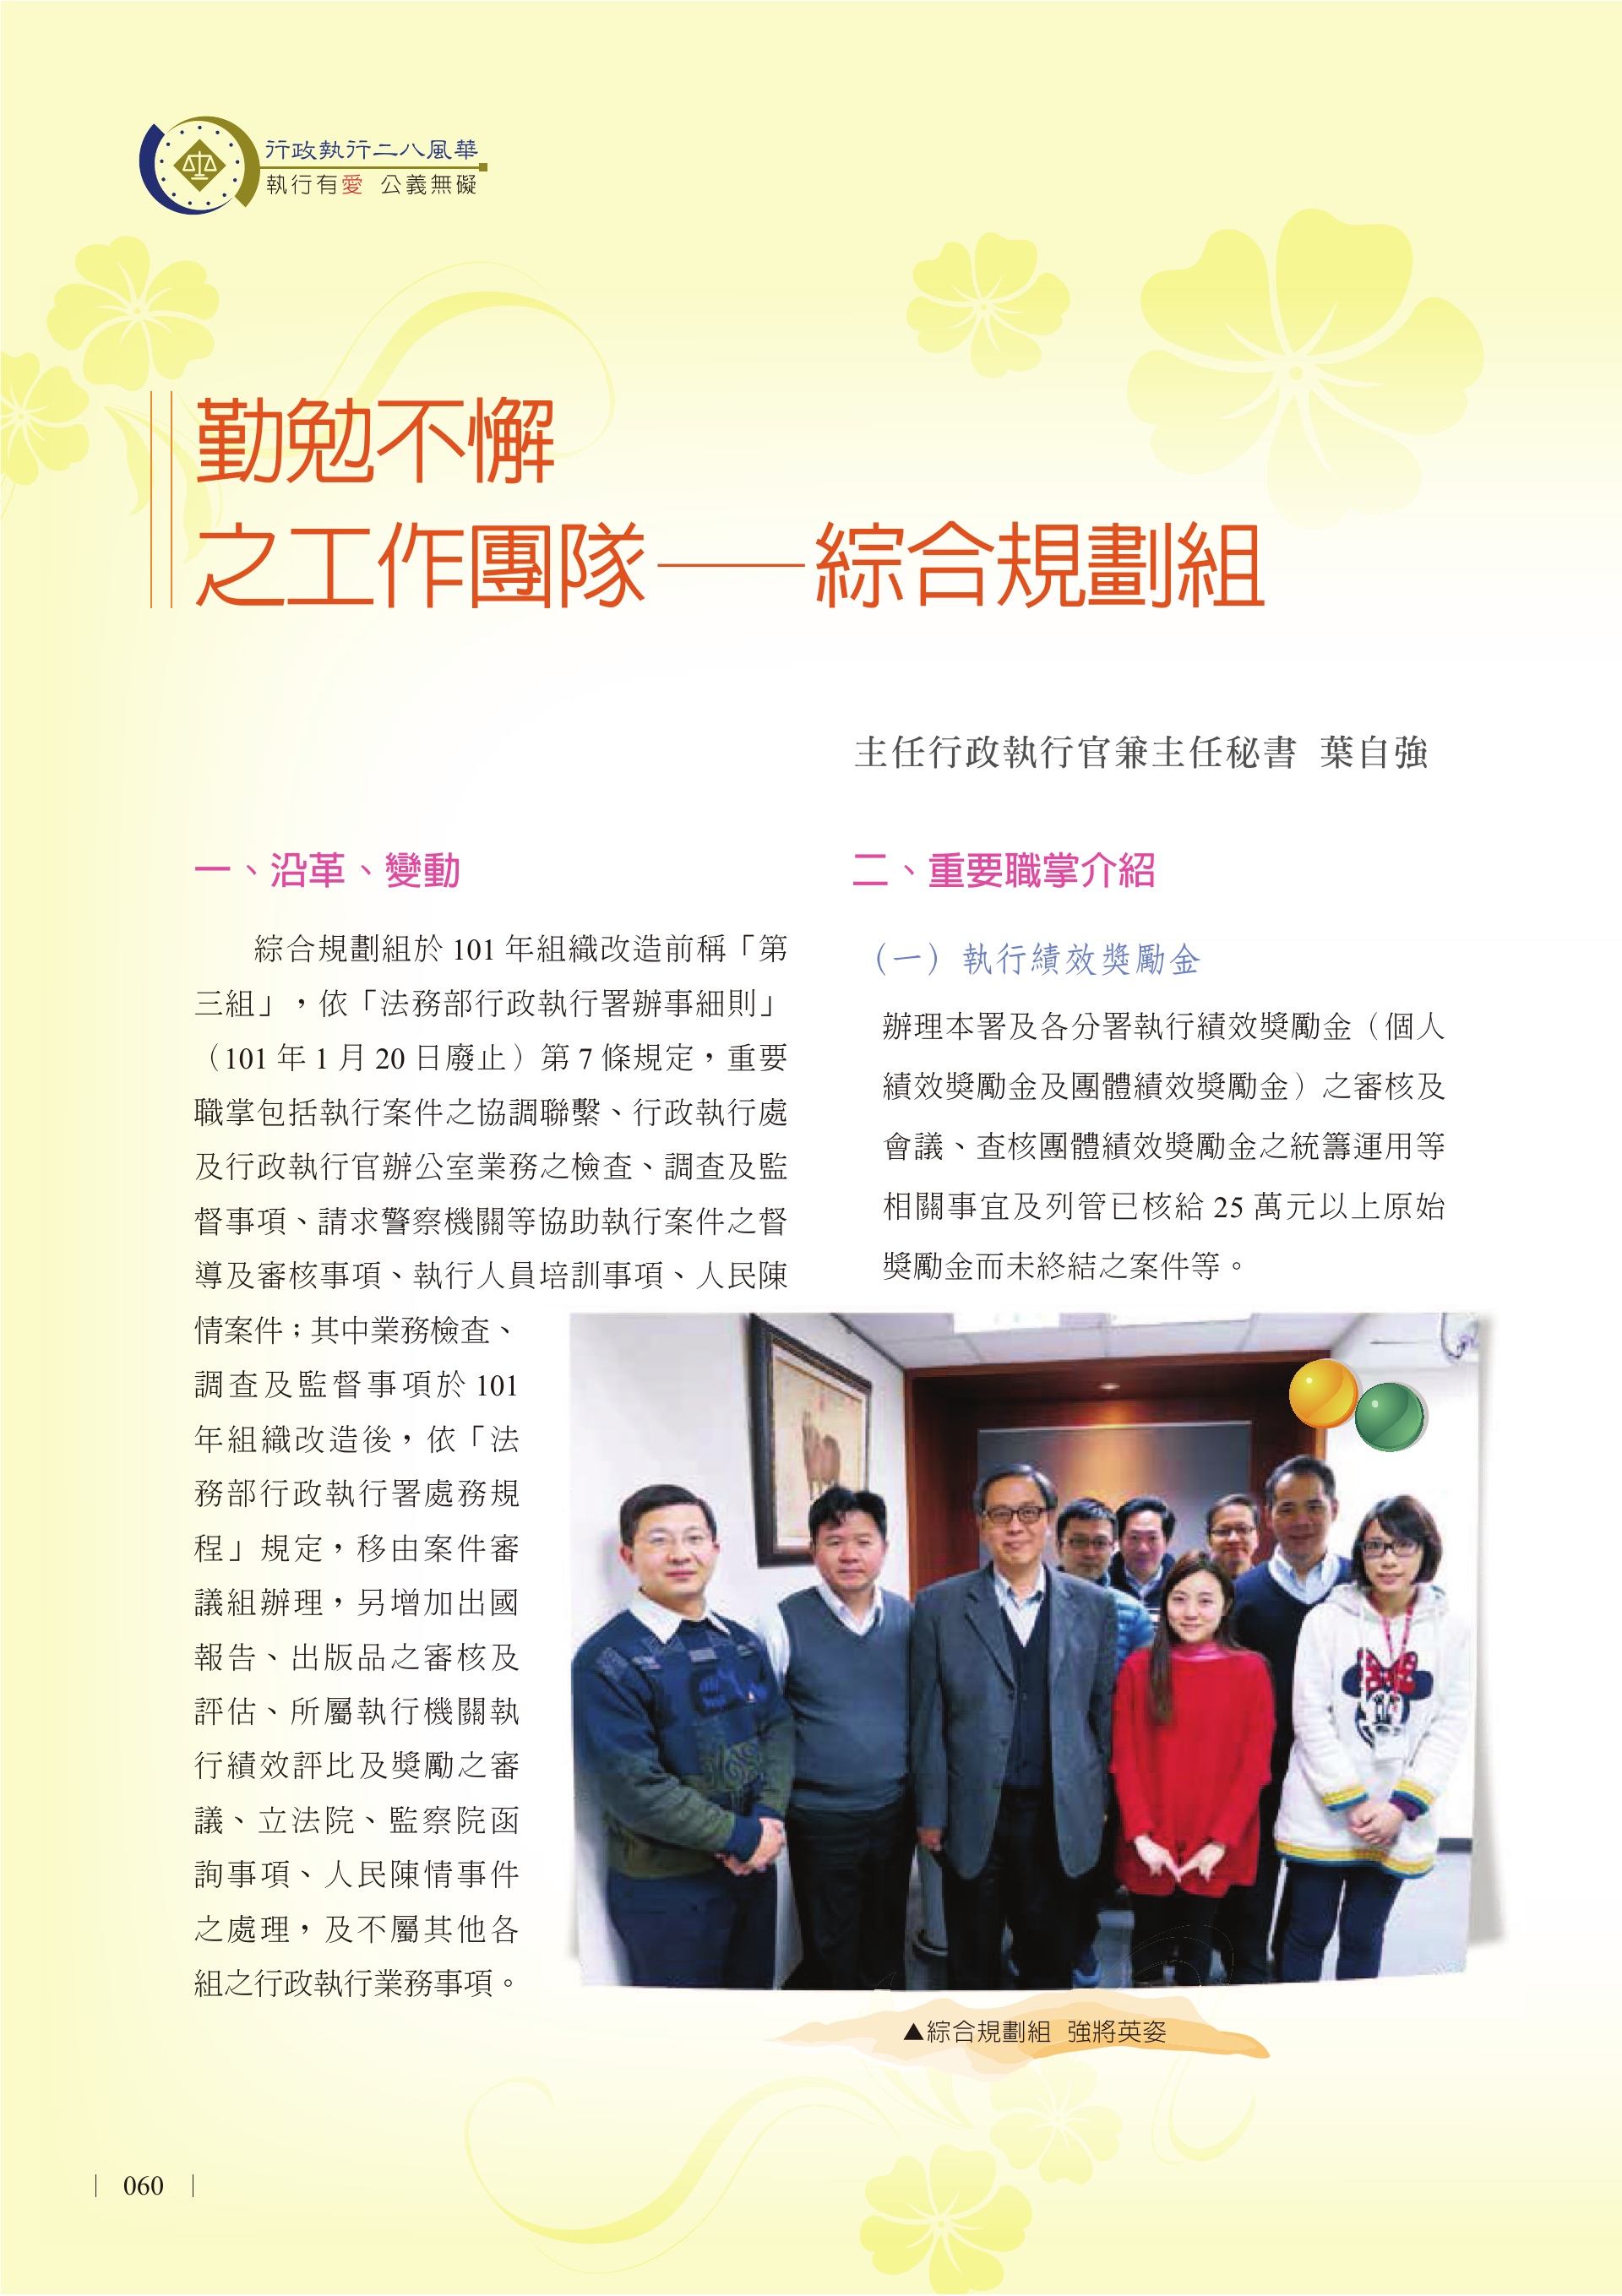 行政執行二八風華
執行有愛 公義無礙
勤勉不懈
之工作團隊——綜合規劃組
主任行政執行官兼主任秘書 葉自強
一、沿革、變動
綜合規劃組於 101 年組織改造前稱「第
三組」，依「法務部行政執行署辦事細則」
（101 年 1 月 20 日廢止）第 7 條規定，重要
職掌包括執行案件之協調聯繫、行政執行處
及行政執行官辦公室業務之檢查、調查及監
督事項、請求警察機關等協助執行案件之督
導及審核事項、執行人員培訓事項、人民陳
情案件；其中業務檢查、
調查及監督事項於 101
年組織改造後，依「法
務部行政執行署處務規
程」規定，移由案件審
議組辦理，另增加出國
報告、出版品之審核及
評估、所屬執行機關執
行績效評比及獎勵之審
議、立法院、監察院函
詢事項、人民陳情事件
之處理，及不屬其他各
組之行政執行業務事項。
二、重要職掌介紹
（一）執行績效獎勵金
辦理本署及各分署執行績效獎勵金（個人
績效獎勵金及團體績效獎勵金）之審核及
會議、查核團體績效獎勵金之統籌運用等
相關事宜及列管已核給 25 萬元以上原始
獎勵金而未終結之案件等。
▲綜合規劃組 強將英姿
060